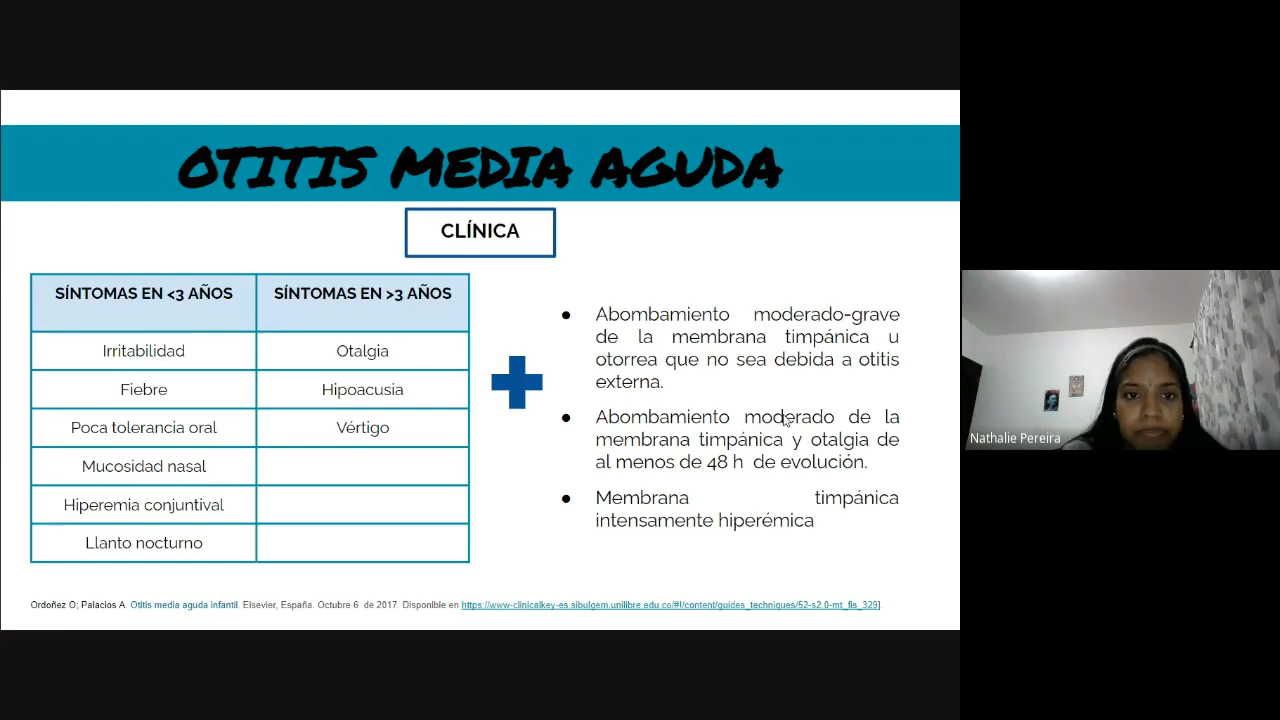 OTITIS MEDIA AGUDA
CLÍNICA
SÍNTOMAS EN <3 AÑOS
SÍNTOMAS EN >3 AÑOS
Irritabilidad
Otalgia
Fiebre
Hipoacusia
Poca tolerancia oral
Vértigo
Mucosidad nasal
Hiperemia conjuntival
Llanto nocturno
● Abombamiento moderado-grave
de la membrana timpánica u
otorrea que no sea debida a otitis
externa.
● Abombamiento moderado de la
membrana timpánica y otalgia de
al menos de 48 h de evolución.
● Membrana timpánica
intensamente hiperémica
Ordoñez O; Palacios A. Otitis media aguda infantil. Elsevier, España. Octubre 6 de 2017. Disponible en https://www-clinicalkey-es.sibulgem.unilibre.edu.co/#!/content/guides_techniques/52-s2.0-mt_fis_329].
Nathalie Pereira